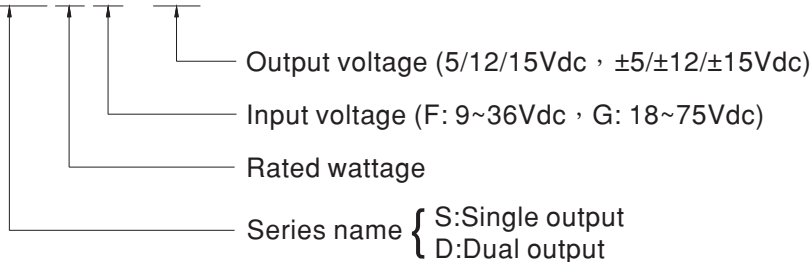 Output voltage (5/12/15Vdc，±5/±12/±15Vdc)
Input voltage (F: 9~36Vdc，G: 18~75Vdc)
Rated wattage
Series name { S:Single output
D:Dual output